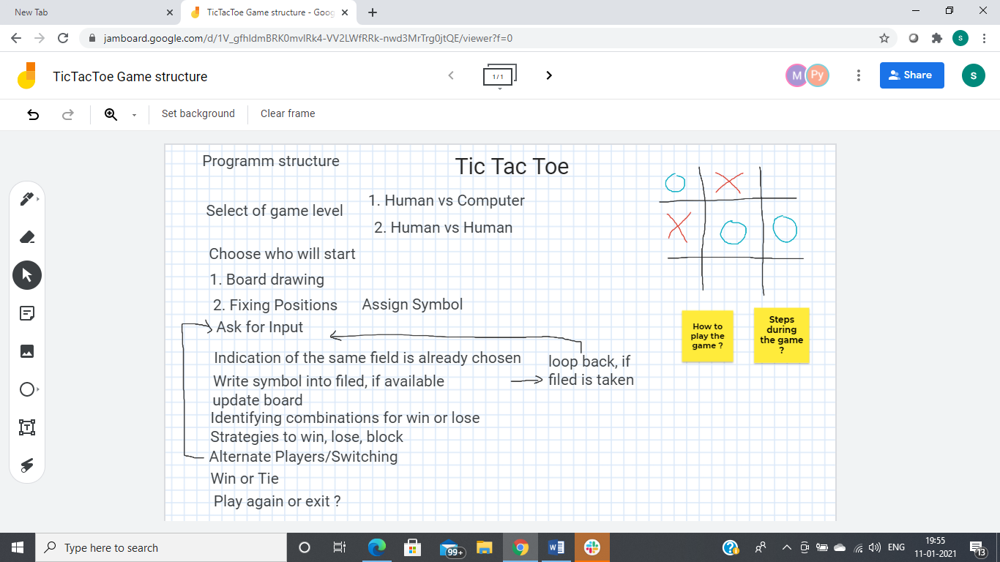 New Tab
TicTacToe Game structure - Goog
jamboard.google.com/d/1V_gfhIdmBRK0mvlRk4-VV2LWfRRk-nwd3MrTrg0jtQE/viewer?f=0
S
TicTacToe Game structure
1/1
M
Py
Share
S
Set background
Clear frame
Programm structure
Tic Tac Toe
Select of game level
1. Human vs Computer
2. Human vs Human
Choose who will start
1. Board drawing
2. Fixing Positions
Assign Symbol
Ask for Input
How to
play the
game ?
Steps
during
the game
?
Indication of the same field is already chosen
loop back, if
filed is taken
Write symbol into filed, if available
update board
Identifying combinations for win or lose
Strategies to win, lose, block
Alternate Players/Switching
Win or Tie
Play again or exit ?
Type here to search
99+
ENG
19:55
11-01-2021
13